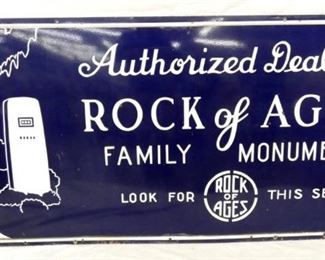 Authorized Deal
ROCK of AG
FAMILY MONUME
LOOK FOR ROCK OF AGES THIS SE